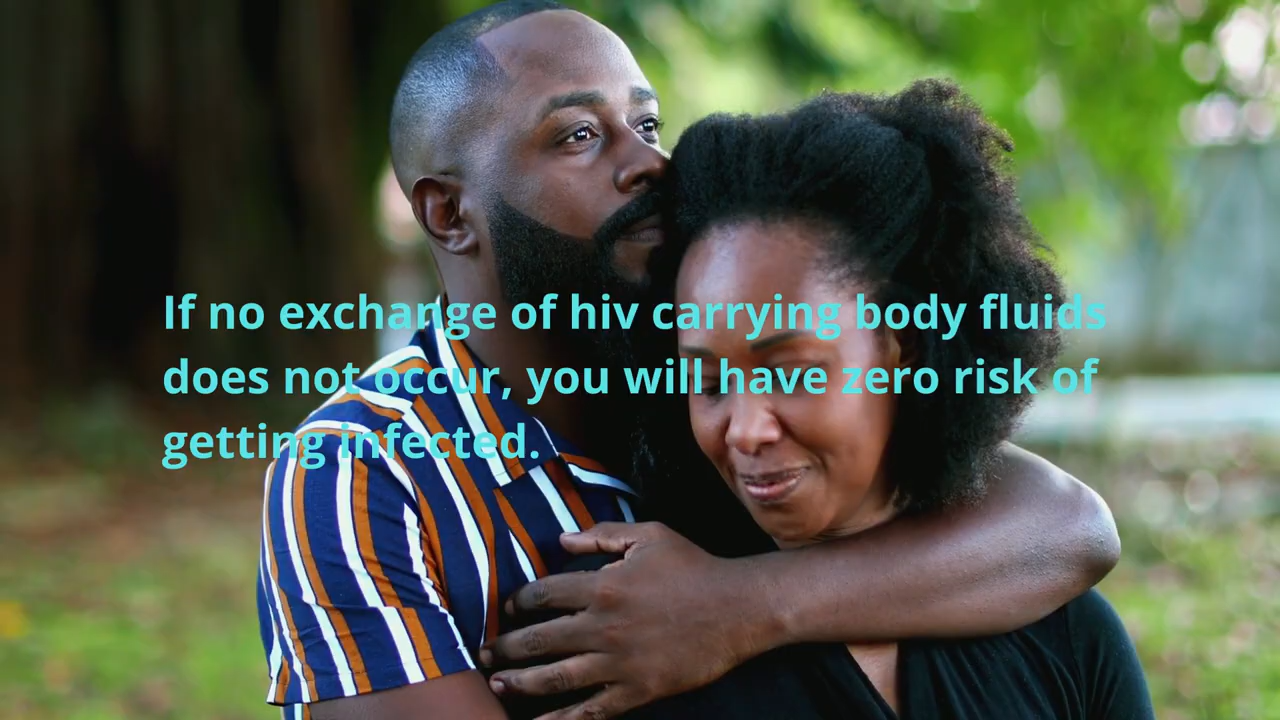 If no exchange of hiv carrying body fluids
does not occur, you will have zero risk of
getting infected.